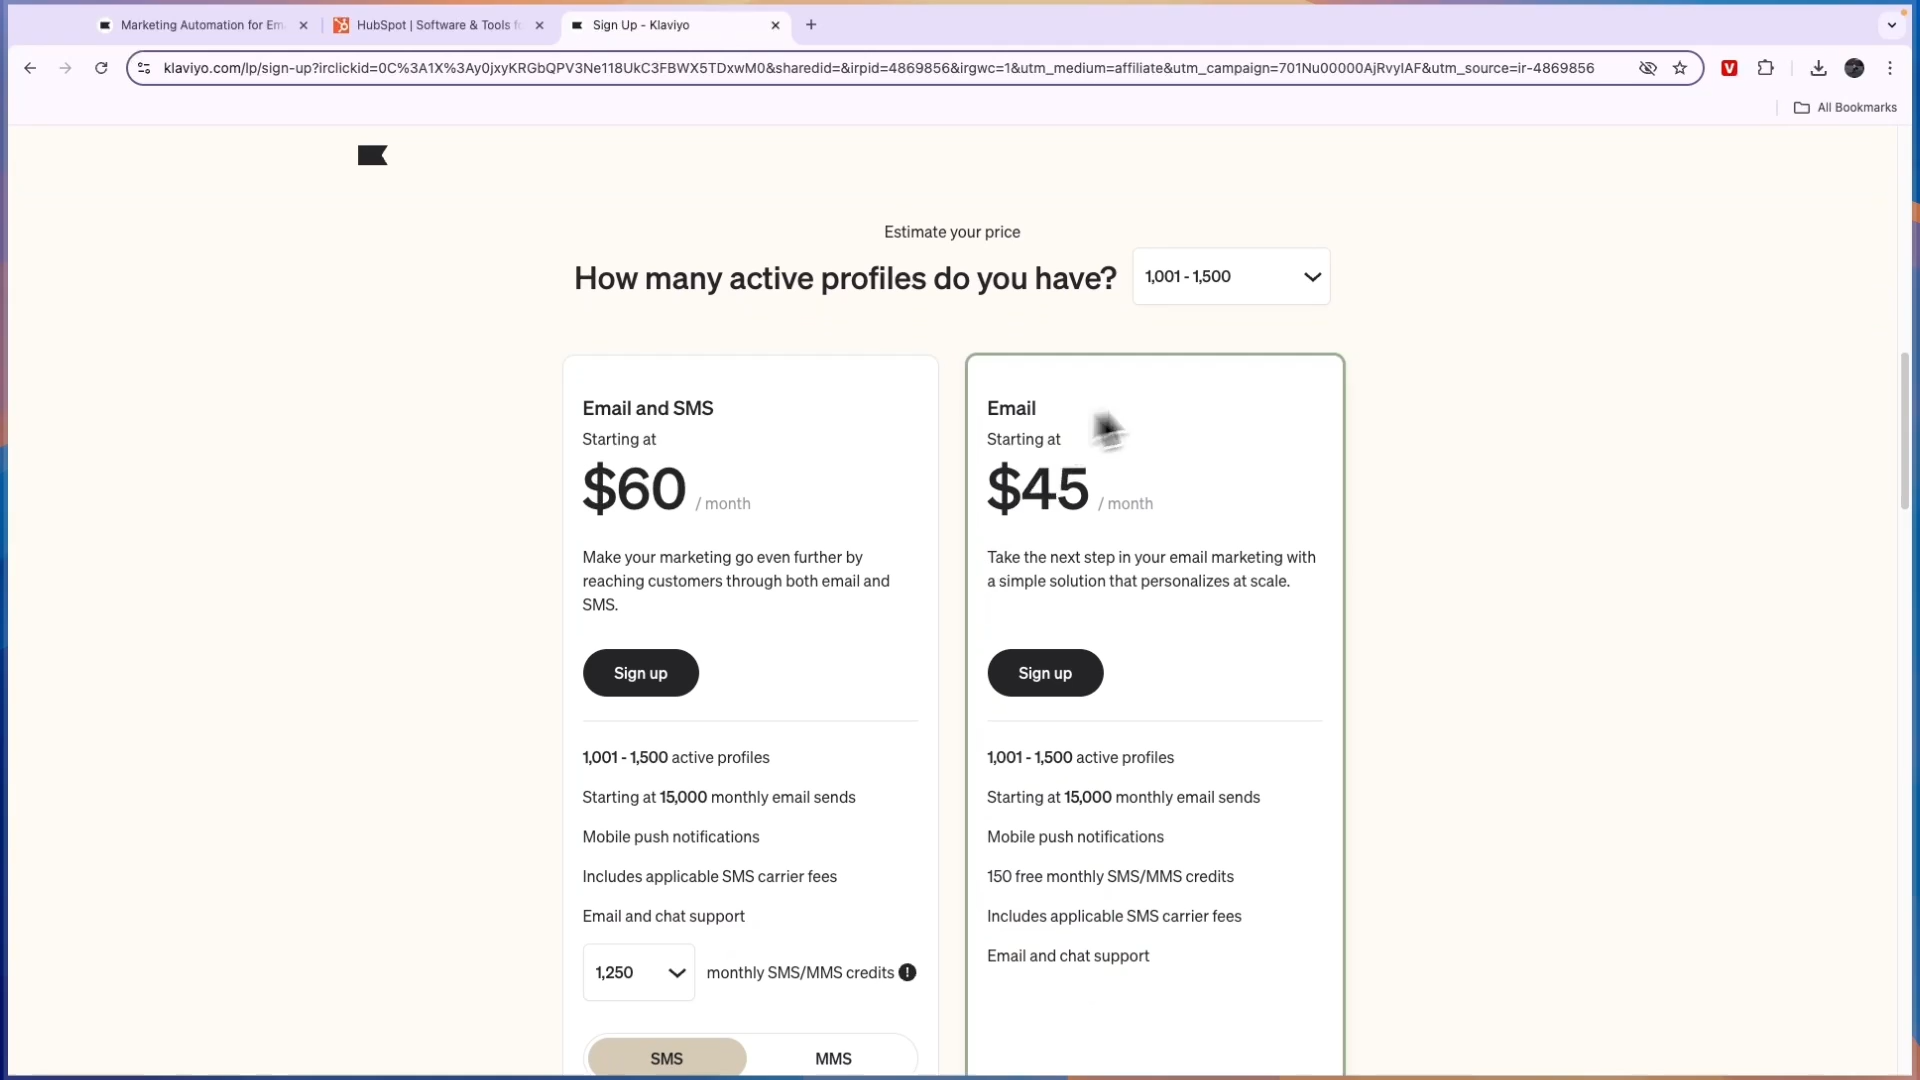 Marketing Automation for Em
HubSpot | Software & Tools fo
Sign Up - Klaviyo
klaviyo.com/lp/sign-up?irclickid=0C%3A1X%3Ay0jxyKRGbQPV3Ne118UkC3FBWX5TDxwM0&sharedid=&irpid=4869856&irgwc=1&utm_medium=affiliate&utm_campaign=701Nu00000AjRvyIAF&utm_source=ir-4869856
All Bookmarks
Estimate your price
How many active profiles do you have?
1,001 - 1,500
Email and SMS
Starting at
$60 / month
Make your marketing go even further by
reaching customers through both email and
SMS.
Sign up
1,001 - 1,500 active profiles
Starting at 15,000 monthly email sends
Mobile push notifications
Includes applicable SMS carrier fees
Email and chat support
1,250
monthly SMS/MMS credits
SMS
MMS
Email
Starting at
$45 / month
Take the next step in your email marketing with
a simple solution that personalizes at scale.
Sign up
1,001 - 1,500 active profiles
Starting at 15,000 monthly email sends
Mobile push notifications
150 free monthly SMS/MMS credits
Includes applicable SMS carrier fees
Email and chat support